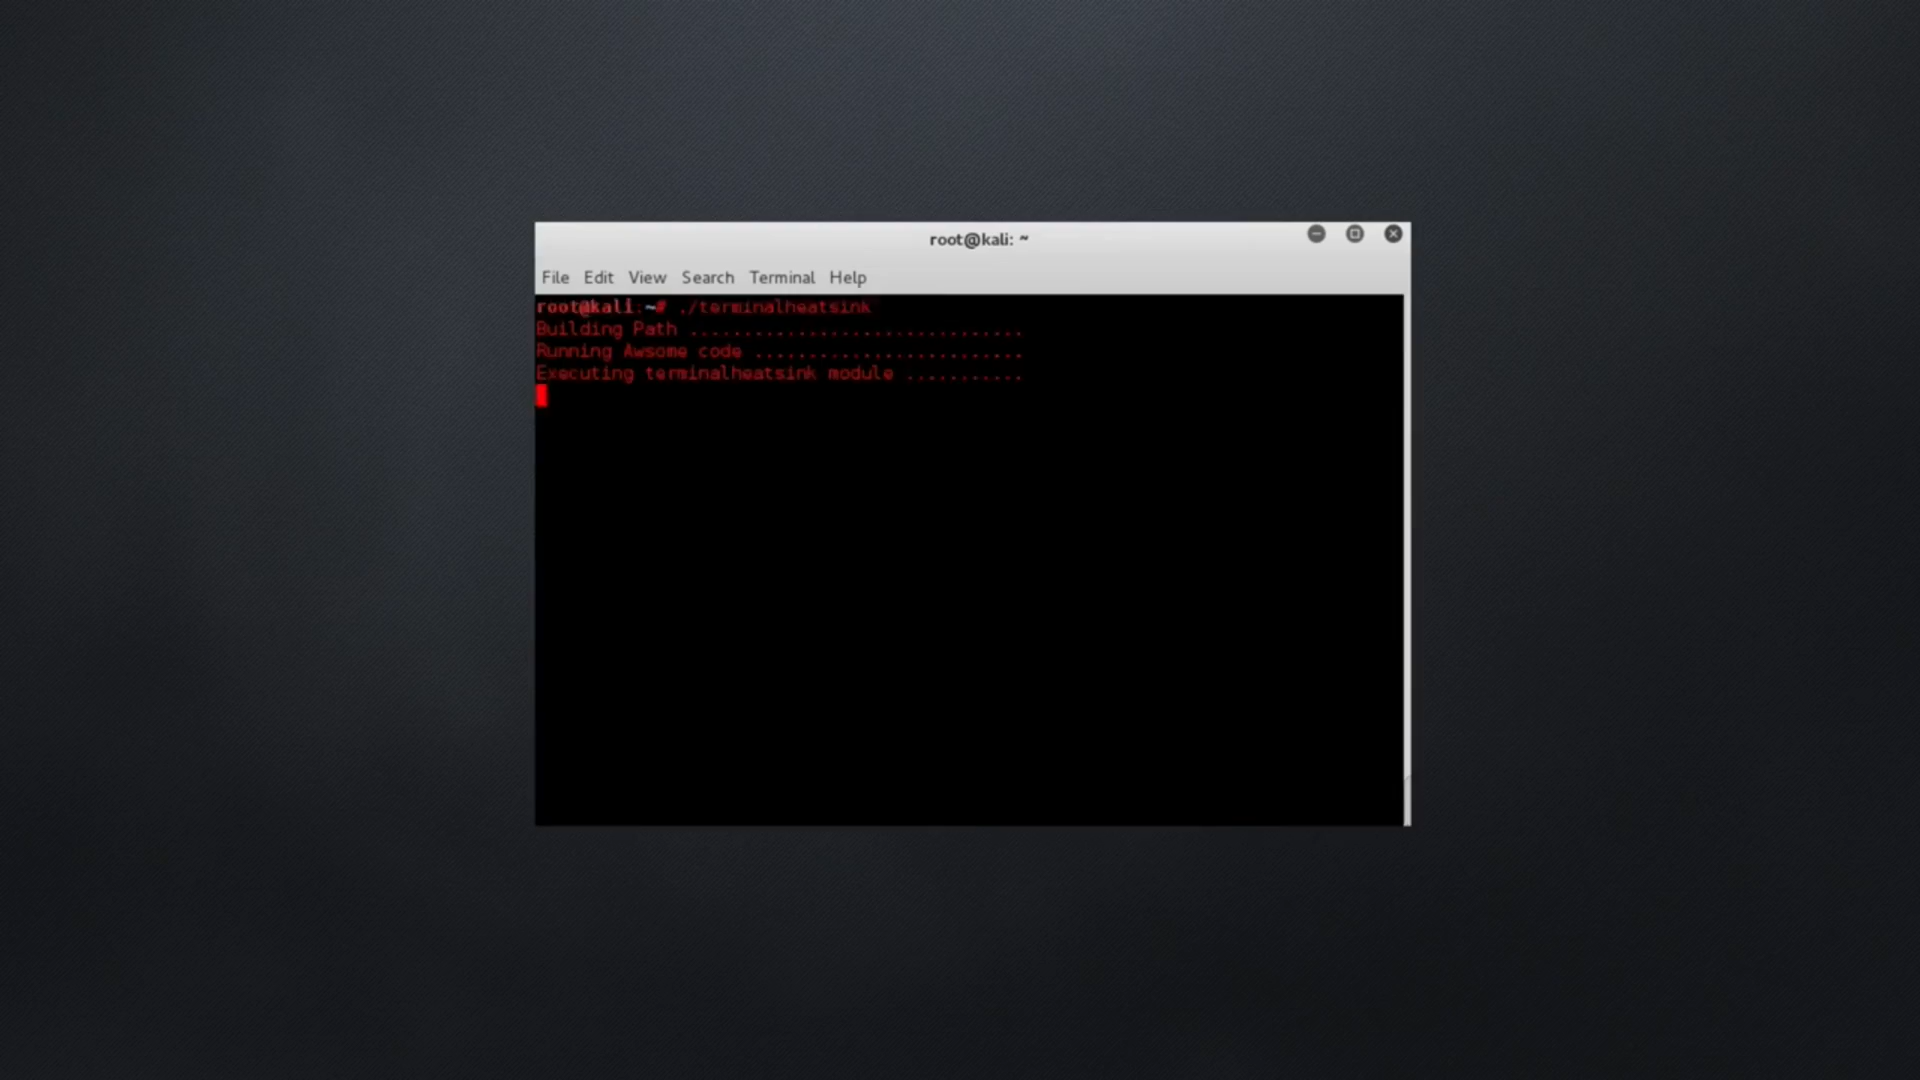 root@kali: ~
File Edit View Search Terminal Help
root@kali:~# ./terminalheatsink
Building Path ...............................
Running Awsome code .........................
Executing terminalheatsink module ...........